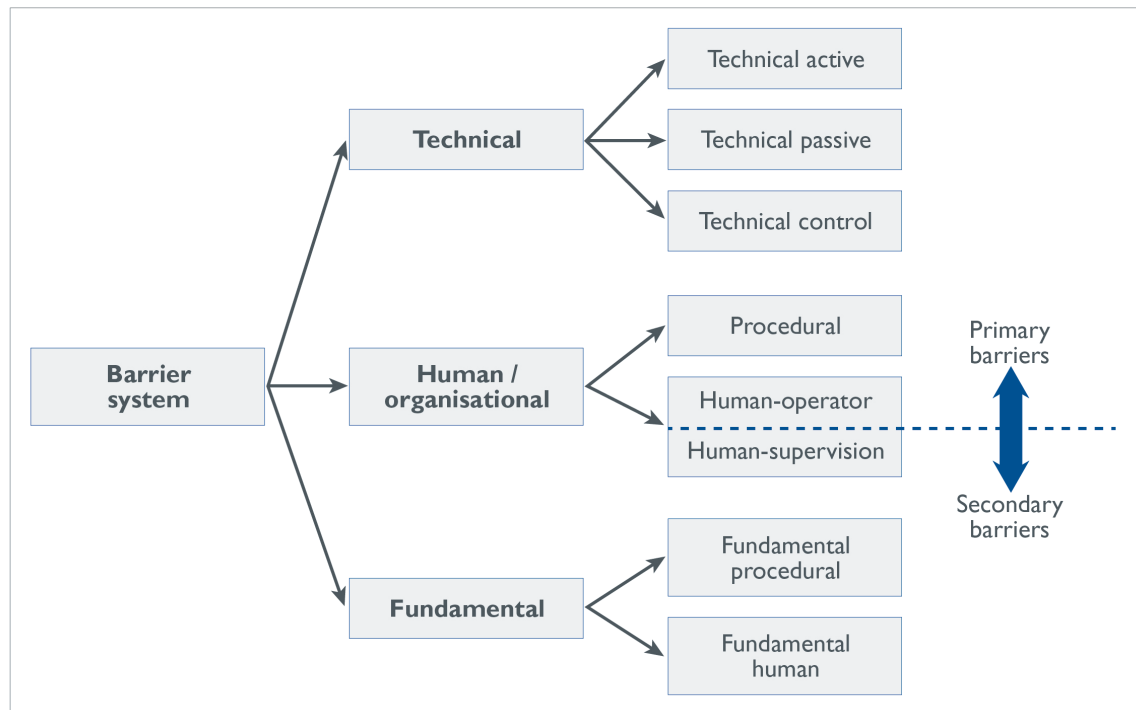 Technical active
Technical
Technical passive
Technical control
Procedural
Primary
barriers
Barrier
system
Human /
organisational
Human-operator
Human-supervision
Secondary
barriers
Fundamental
procedural
Fundamental
Fundamental
human